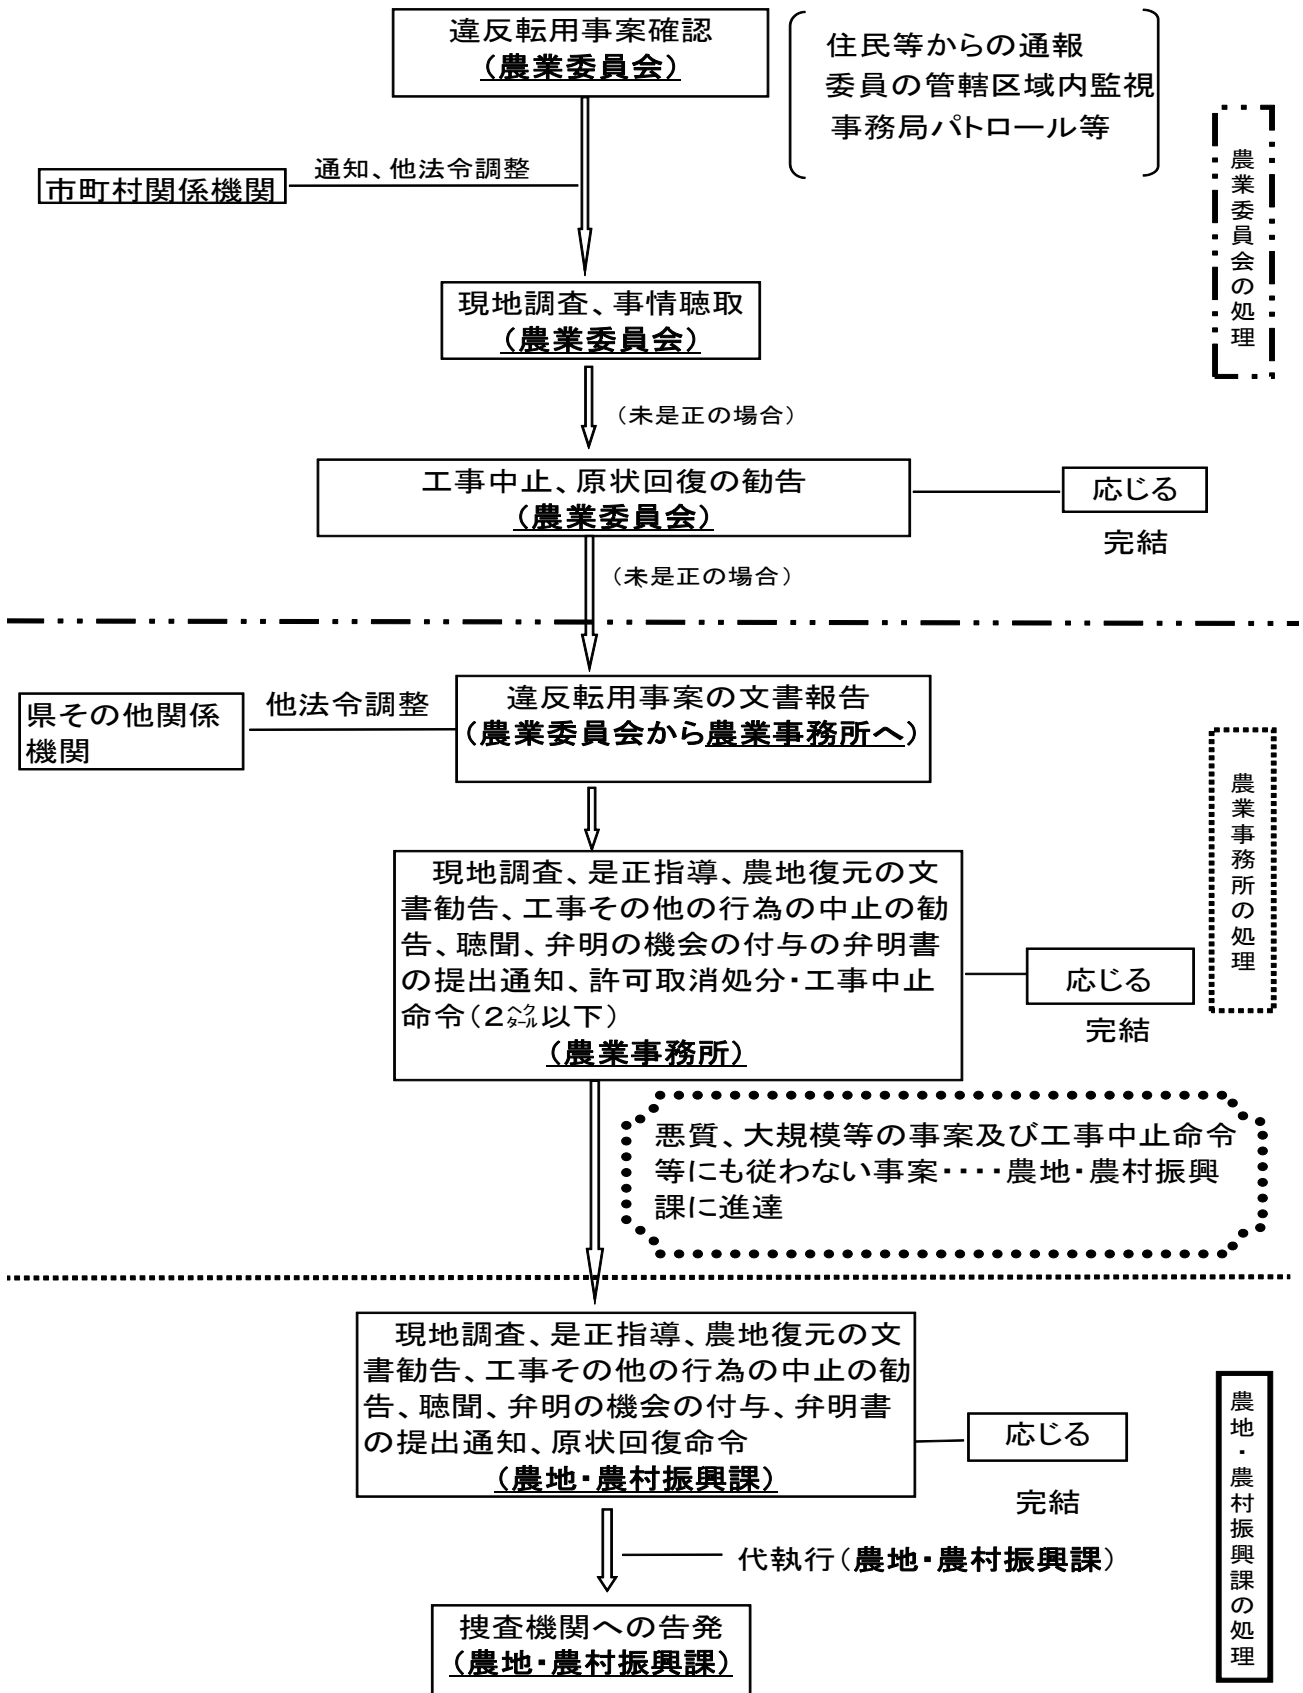 違反転用事案確認
（農業委員会）
住民等からの通報
委員の管轄区域内監視
事務局パトロール等
通知、他法令調整
市町村関係機関
農業委員会の処理
現地調査、事情聴取
（農業委員会）
（未是正の場合）
工事中止、原状回復の勧告
（農業委員会）
応じる
完結
（未是正の場合）
違反転用事案の文書報告
（農業委員会から農業事務所へ）
他法令調整
県その他関係
機関
農業事務所の処理
現地調査、是正指導、農地復元の文
書勧告、工事その他の行為の中止の勧
告、聴聞、弁明の機会の付与の弁明書
の提出通知、許可取消処分・工事中止
命令（2ヘクタール以下）
（農業事務所）
応じる
完結
悪質、大規模等の事案及び工事中止命令
等にも従わない事案・・・・農地・農村振興
課に進達
現地調査、是正指導、農地復元の文
書勧告、工事その他の行為の中止の勧
告、聴聞、弁明の機会の付与、弁明書
の提出通知、原状回復命令
（農地・農村振興課）
応じる
完結
農地・農村振興課の処理
代執行（農地・農村振興課）
捜査機関への告発
（農地・農村振興課）